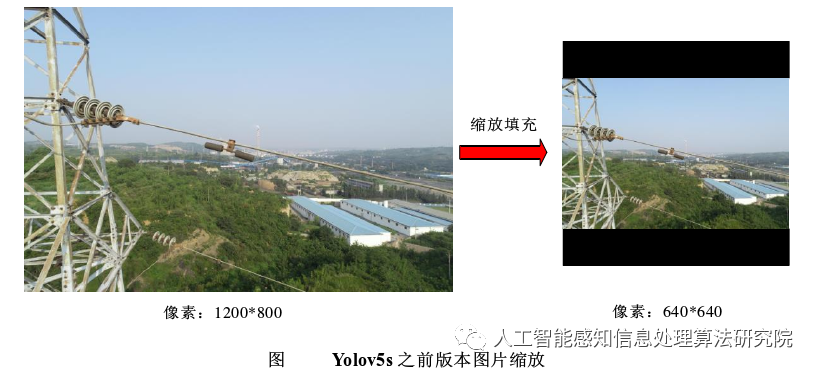 缩放填充
像素：1200*800
像素：640*640
人工智能感知信息处理算法研究院
图 Yolov5s 之前版本图片缩放